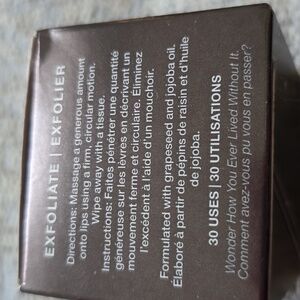 EXFOLIATE | EXFOLIER
Directions: Massage a generous amount
onto lips using a firm, circular motion.
Wipe away with a tissue.
Instructions: Faites pénétrer une quantité
généreuse sur les lèvres en décrivant un
mouvement ferme et circulaire. Eliminez
l'excédent à l'aide d'un mouchoir.
Formulated with grapeseed and jojoba oil.
Élaboré à partir de pépins de raisin et d'huile
de jojoba.
30 USES | 30 UTILISATIONS
Wonder How You Ever Lived Without It.
Comment avez-vous pu vous en passer?